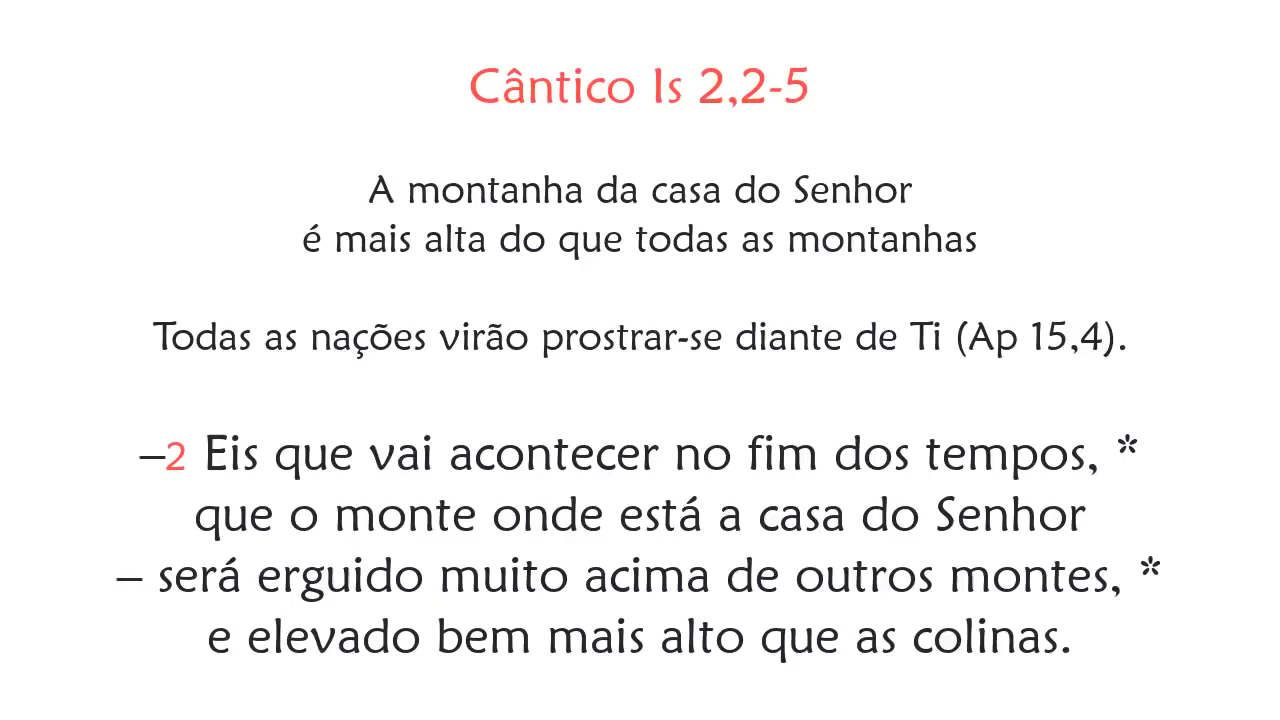 Cântico Is 2,2-5
A montanha da casa do Senhor
é mais alta do que todas as montanhas
Todas as nações virão prostrar-se diante de Ti (Ap 15,4).
–2 Eis que vai acontecer no fim dos tempos, *
que o monte onde está a casa do Senhor
– será erguido muito acima de outros montes, *
e elevado bem mais alto que as colinas.